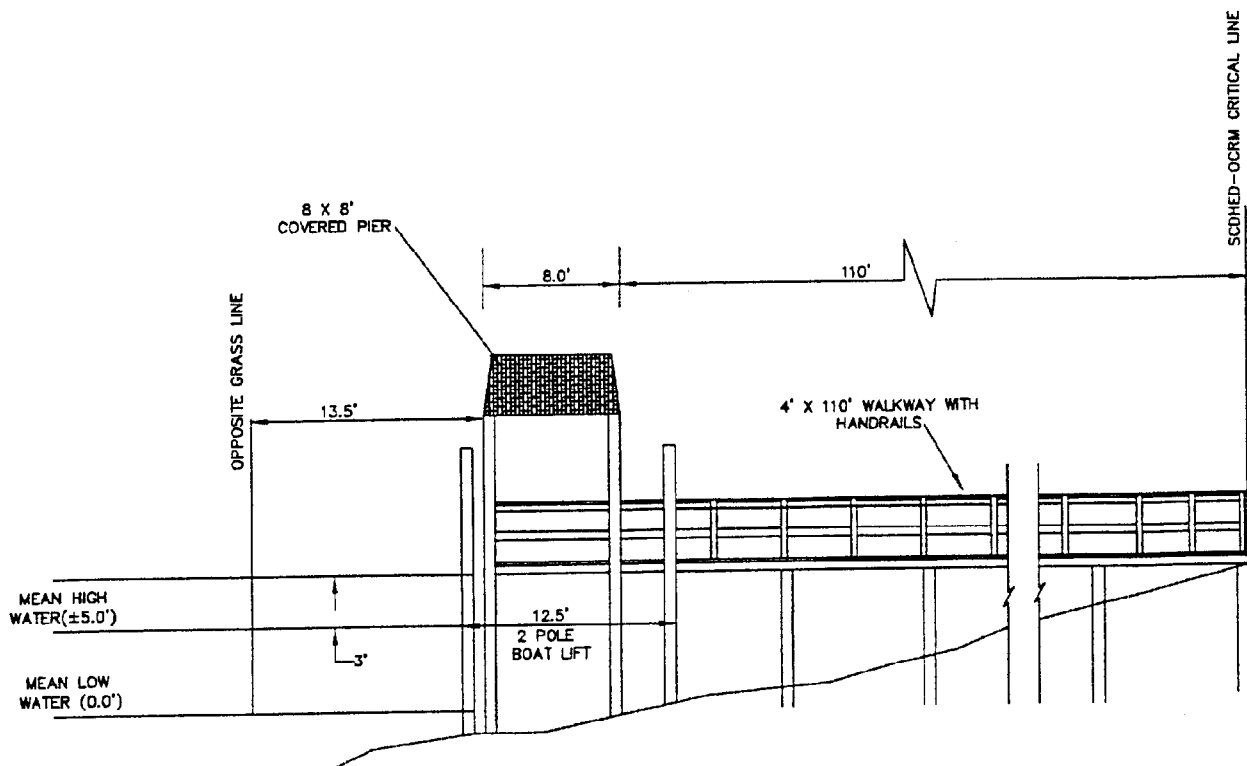 SCDHED-OCRM CRITICAL LINE
8 X 8'
COVERED PIER
8.0'
110'
OPPOSITE GRASS LINE
13.5'
4' X 110' WALKWAY WITH
HANDRAILS
MEAN HIGH
WATER(±5.0')
12.5'
2 POLE
BOAT LIFT
3'
MEAN LOW
WATER (0.0')